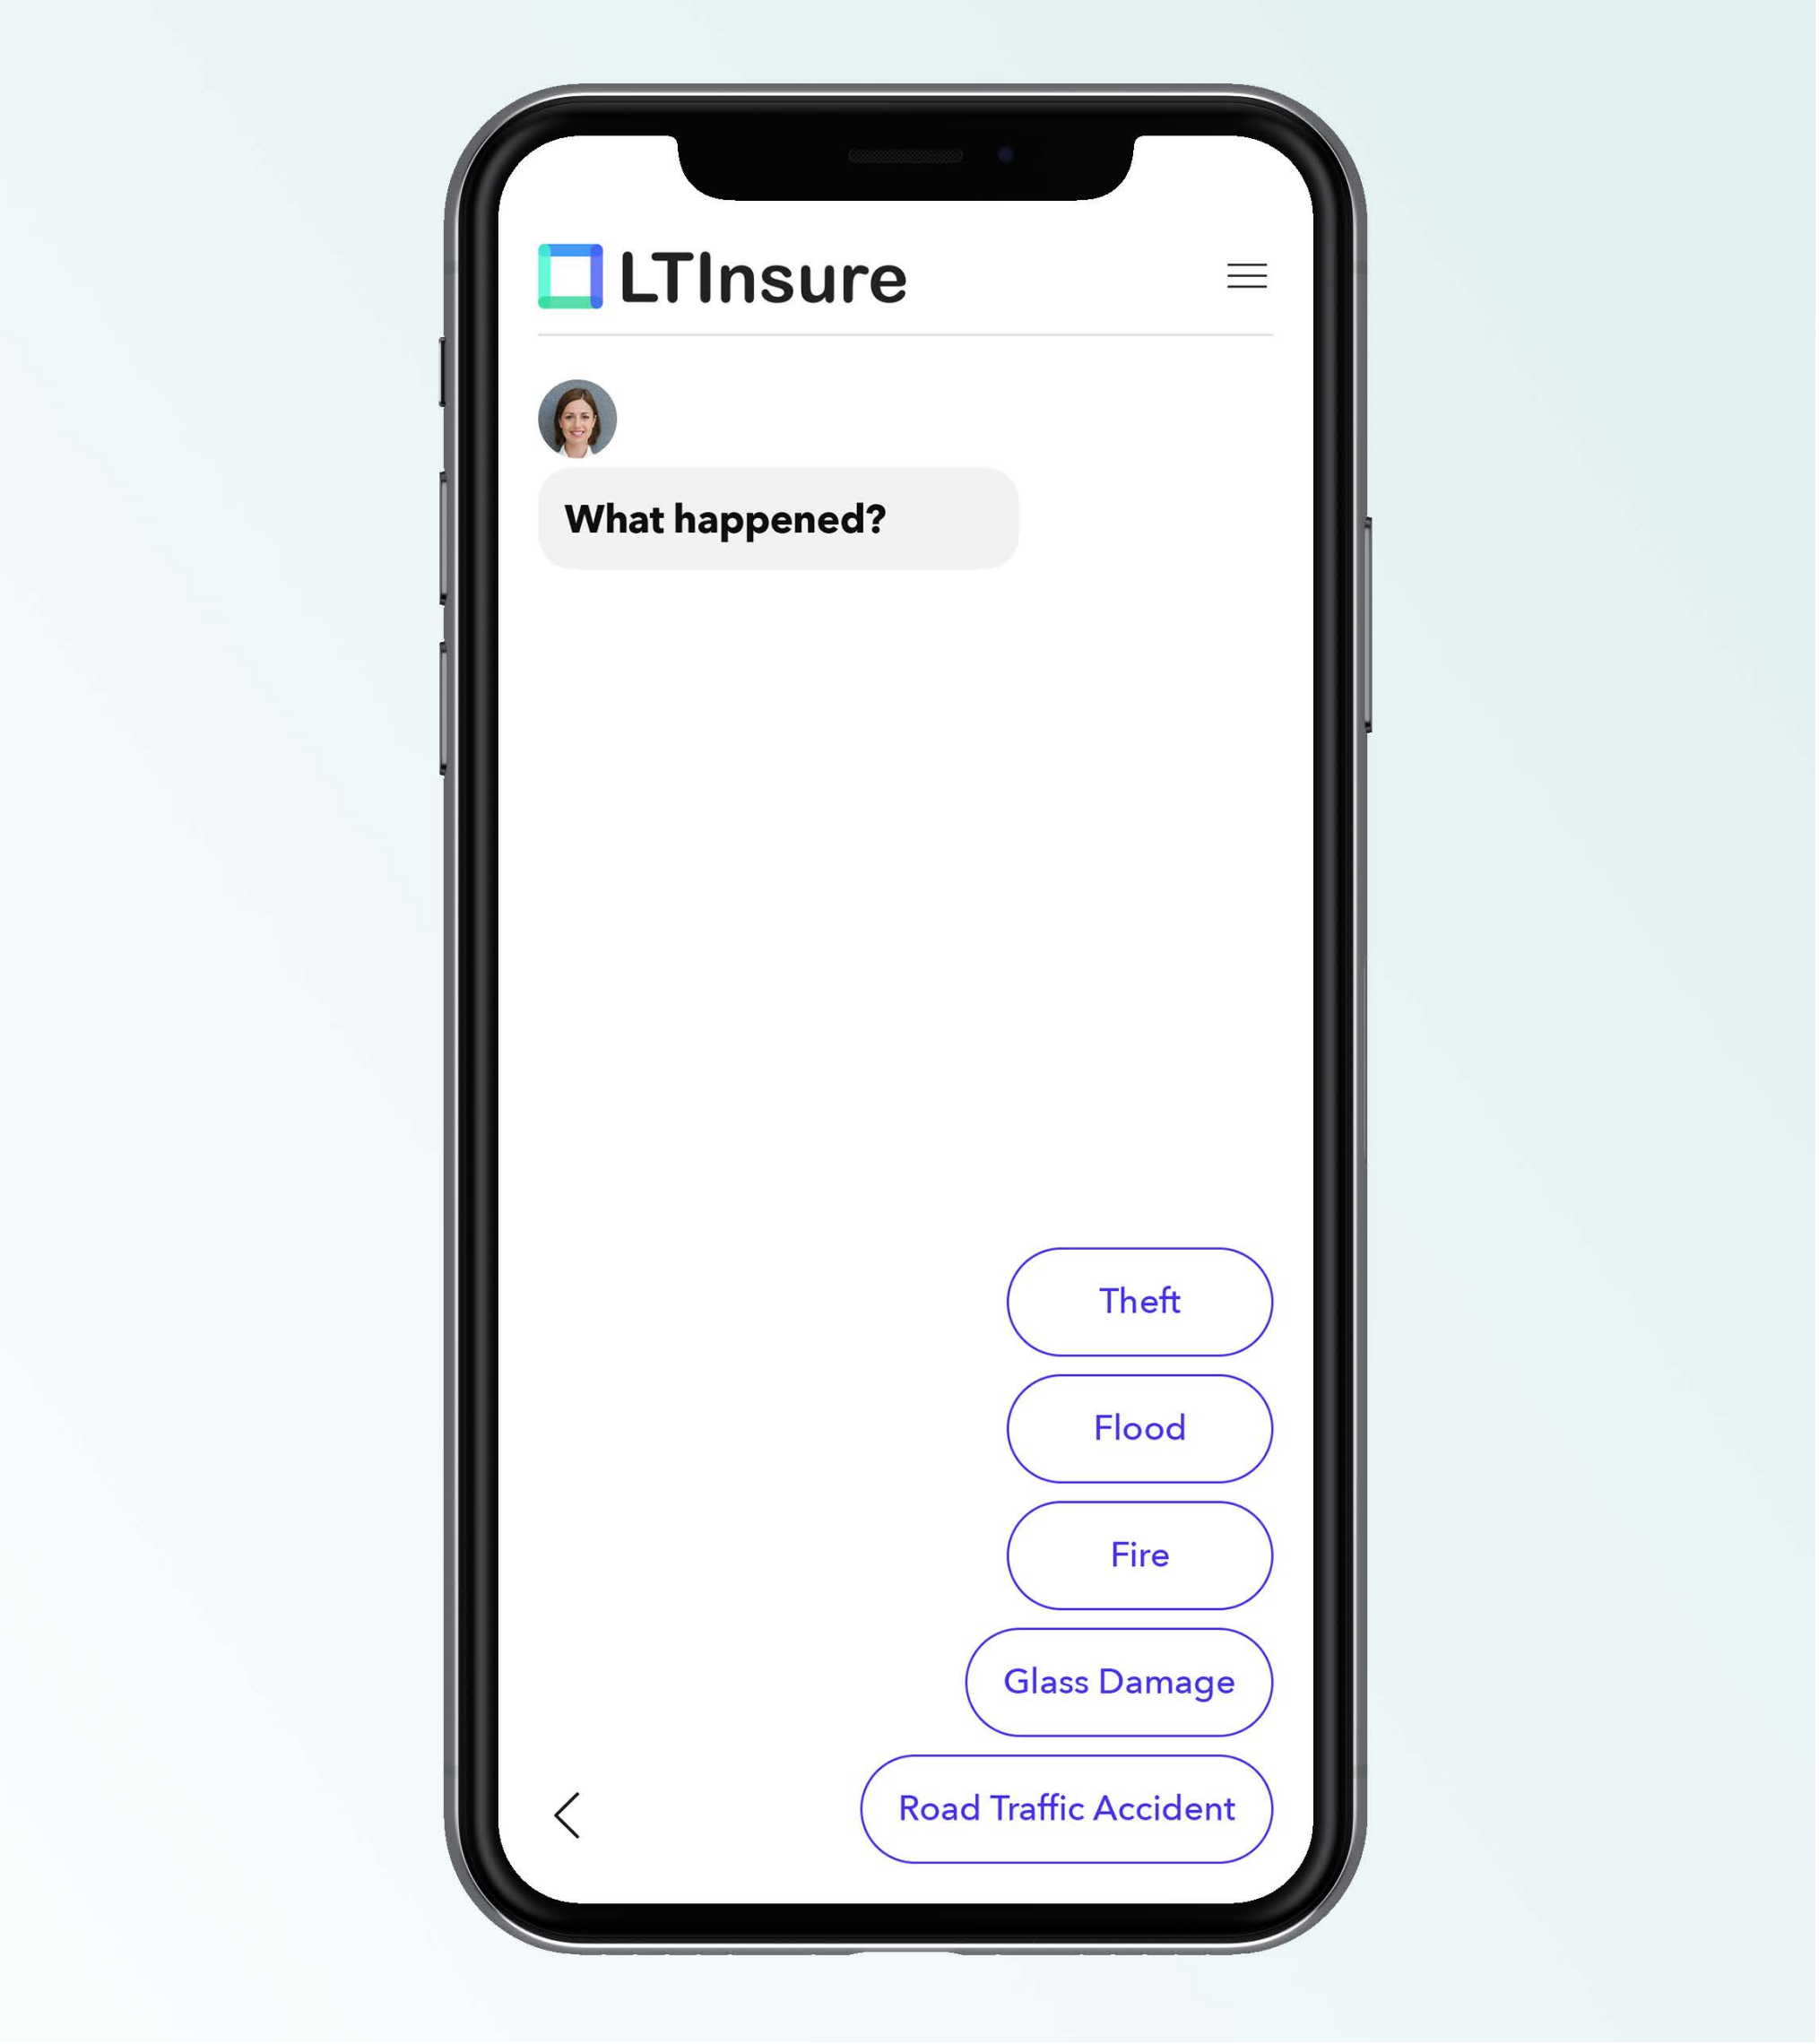 LTInsure
What happened?
Theft
Flood
Fire
Glass Damage
Road Traffic Accident